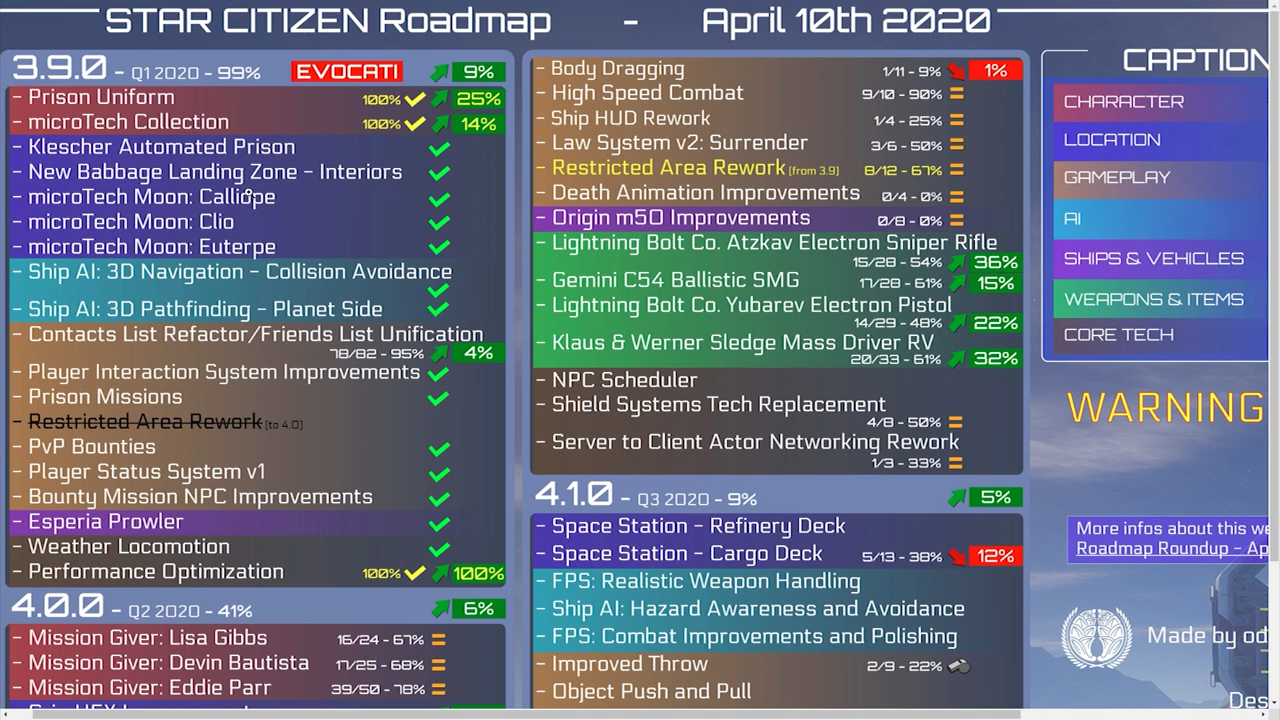 STAR CITIZEN Roadmap - April 10th 2020
3.9.0 - Q1 2020 - 99% EVOCATI 9%
- Prison Uniform 100% 25%
- microTech Collection 100% 14%
- Klescher Automated Prison
- New Babbage Landing Zone - Interiors
- microTech Moon: Calliope
- microTech Moon: Clio
- microTech Moon: Euterpe
- Ship AI: 3D Navigation - Collision Avoidance
- Ship AI: 3D Pathfinding - Planet Side
- Contacts List Refactor/Friends List Unification
78/82 - 95% 4%
- Player Interaction System Improvements
- Prison Missions
- Restricted Area Rework [to 4.0]
- PvP Bounties
- Player Status System v1
- Bounty Mission NPC Improvements
- Esperia Prowler
- Weather Locomotion
- Performance Optimization 100% 100%
4.0.0 - Q2 2020 - 41% 6%
- Mission Giver: Lisa Gibbs 16/24 - 67% =
- Mission Giver: Devin Bautista 17/25 - 68% =
- Mission Giver: Eddie Parr 39/50 - 78% =
- Body Dragging 1/11 - 9% 1%
- High Speed Combat 9/10 - 90% =
- Ship HUD Rework 1/4 - 25% =
- Law System v2: Surrender 3/6 - 50% =
- Restricted Area Rework [from 3.9] 8/12 - 67% =
- Death Animation Improvements 0/4 - 0% =
- Origin m50 Improvements 0/8 - 0% =
- Lightning Bolt Co. Atzkav Electron Sniper Rifle
15/28 - 54% 36%
- Gemini C54 Ballistic SMG 17/28 - 61% 15%
- Lightning Bolt Co. Yubarev Electron Pistol
14/29 - 48% 22%
- Klaus & Werner Sledge Mass Driver RV
20/33 - 61% 32%
- NPC Scheduler
- Shield Systems Tech Replacement
4/8 - 50% =
- Server to Client Actor Networking Rework
1/3 - 33% =
4.1.0 - Q3 2020 - 9% 5%
- Space Station - Refinery Deck
- Space Station - Cargo Deck 5/13 - 38% 12%
- FPS: Realistic Weapon Handling
- Ship AI: Hazard Awareness and Avoidance
- FPS: Combat Improvements and Polishing
- Improved Throw 2/9 - 22%
- Object Push and Pull
CAPTION
CHARACTER
LOCATION
GAMEPLAY
AI
SHIPS & VEHICLES
WEAPONS & ITEMS
CORE TECH
WARNING
More infos about this we
Roadmap Roundup - Ap
Made by od
Des